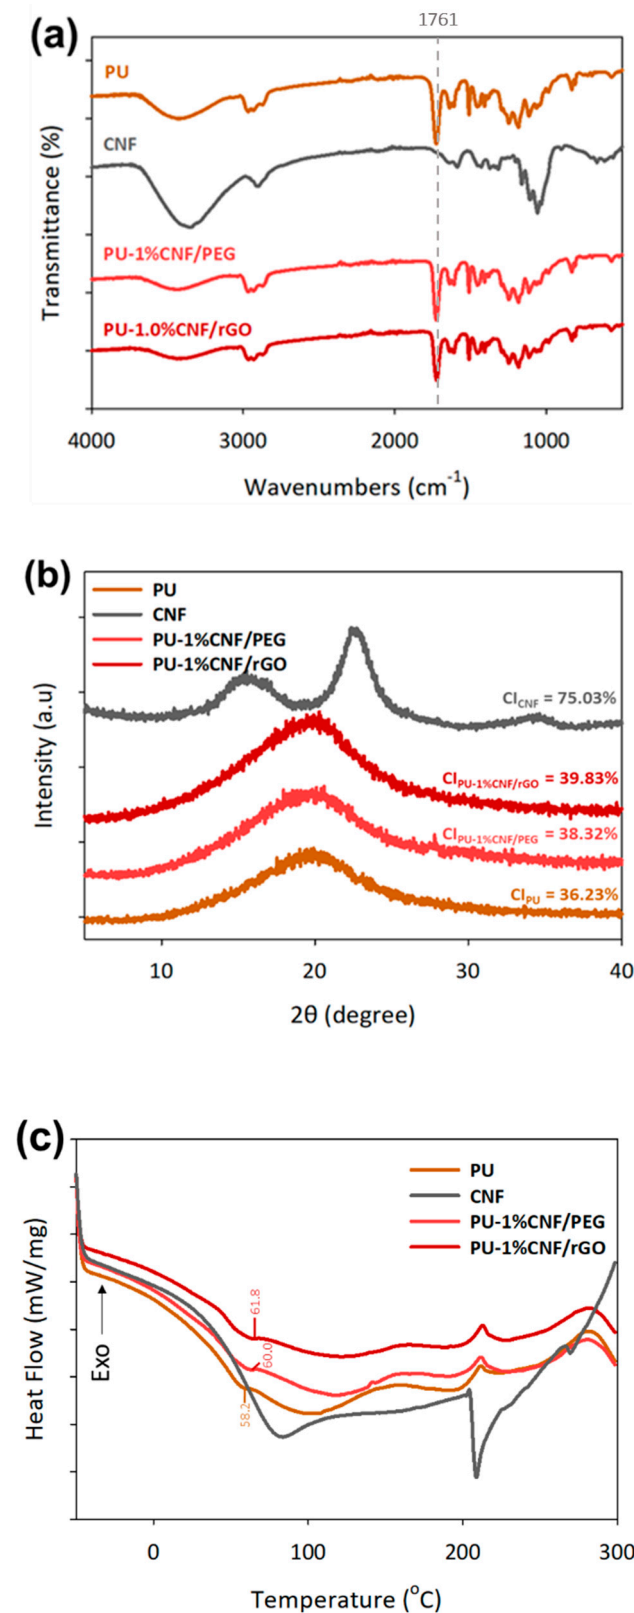 (a)
1761
PU
CNF
PU-1%CNF/PEG
PU-1.0%CNF/rGO
Transmittance (%)
4000 3000 2000 1000
Wavenumbers (cm-1)
(b)
PU
CNF
PU-1%CNF/PEG
PU-1%CNF/rGO
CICNF = 75.03%
CIPU-1%CNF/rGO = 39.83%
CIPU-1%CNF/PEG = 38.32%
CIPU = 36.23%
Intensity (a.u)
10 20 30 40
2θ (degree)
(c)
PU
CNF
PU-1%CNF/PEG
PU-1%CNF/rGO
61.8
60.0
58.2
Exo
Heat Flow (mW/mg)
0 100 200 300
Temperature (oC)